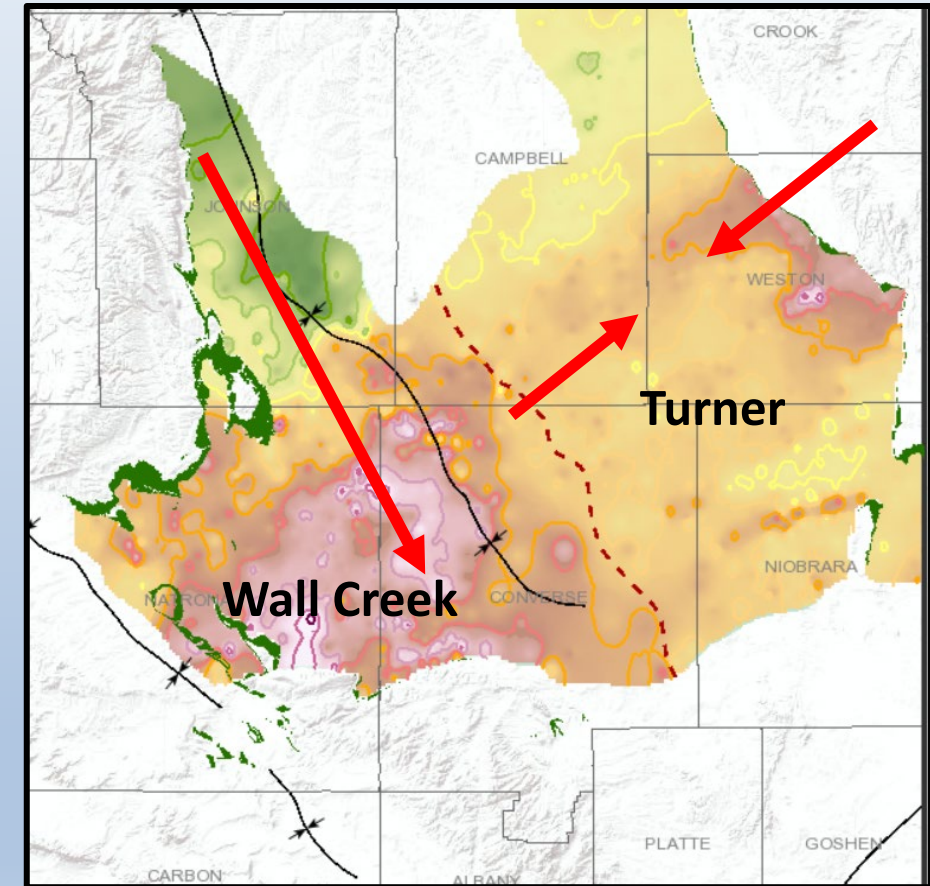 CROOK
CAMPBELL
JOHNSON
WESTON
Turner
NIOBRARA
Wall Creek
NATRONA
CONVERSE
PLATTE
GOSHEN
CARBON
ALBANY